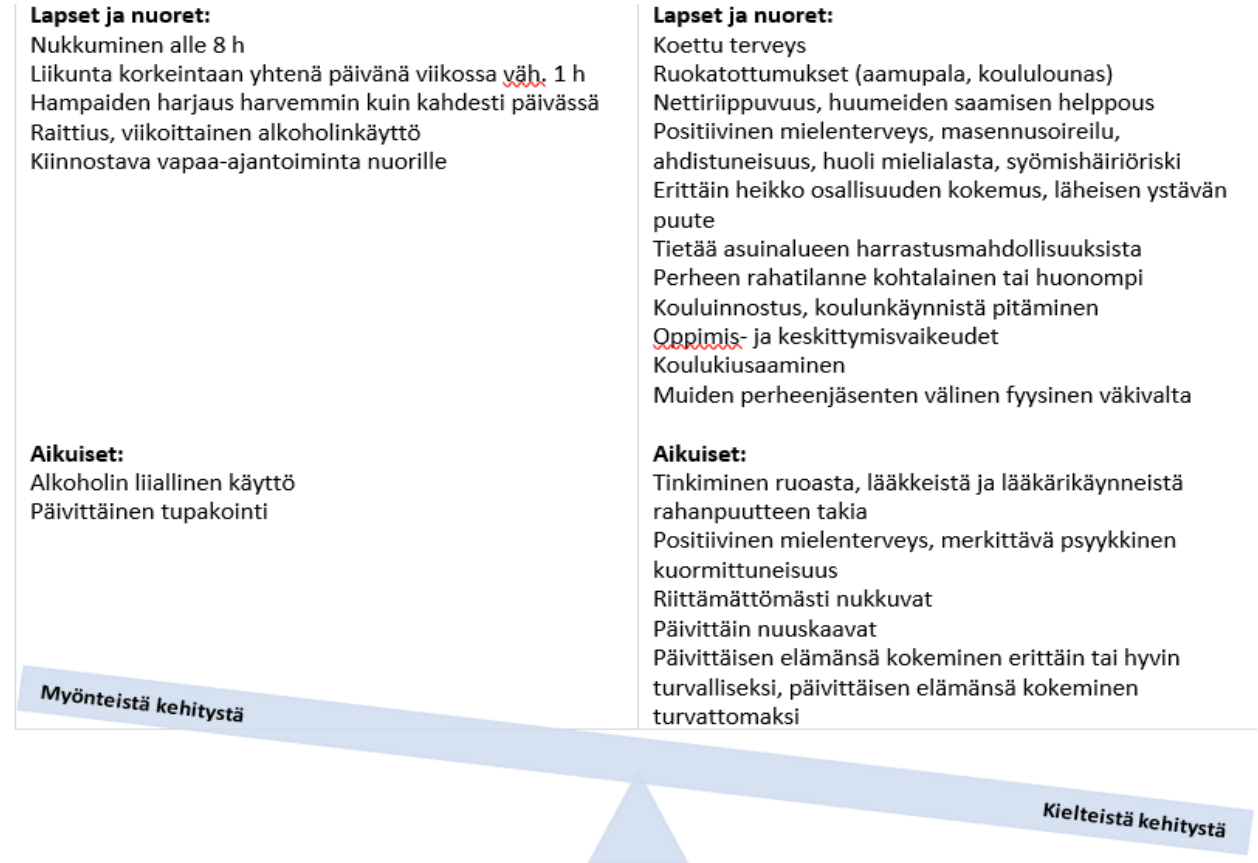 Lapset ja nuoret:
Nukkuminen alle 8 h
Liikunta korkeintaan yhtenä päivänä viikossa väh. 1 h
Hampaiden harjaus harvemmin kuin kahdesti päivässä
Raittius, viikoittainen alkoholinkäyttö
Kiinnostava vapaa-ajantoiminta nuorille
Aikuiset:
Alkoholin liiallinen käyttö
Päivittäinen tupakointi
Myönteistä kehitystä
Lapset ja nuoret:
Koettu terveys
Ruokatottumukset (aamupala, koululounas)
Nettiriippuvuus, huumeiden saamisen helppous
Positiivinen mielenterveys, masennusoireilu,
ahdistuneisuus, huoli mielialasta, syömishäiriöriski
Erittäin heikko osallisuuden kokemus, läheisen ystävän
puute
Tietää asuinalueen harrastusmahdollisuuksista
Perheen rahatilanne kohtalainen tai huonompi
Kouluinnostus, koulunkäynnistä pitäminen
Oppimis- ja keskittymisvaikeudet
Koulukiusaaminen
Muiden perheenjäsenten välinen fyysinen väkivalta
Aikuiset:
Tinkiminen ruoasta, lääkkeistä ja lääkärikäynneistä
rahanpuutteen takia
Positiivinen mielenterveys, merkittävä psyykkinen
kuormittuneisuus
Riittämättömästi nukkuvat
Päivittäin nuuskaavat
Päivittäisen elämänsä kokeminen erittäin tai hyvin
turvalliseksi, päivittäisen elämänsä kokeminen
turvattomaksi
Kielteistä kehitystä